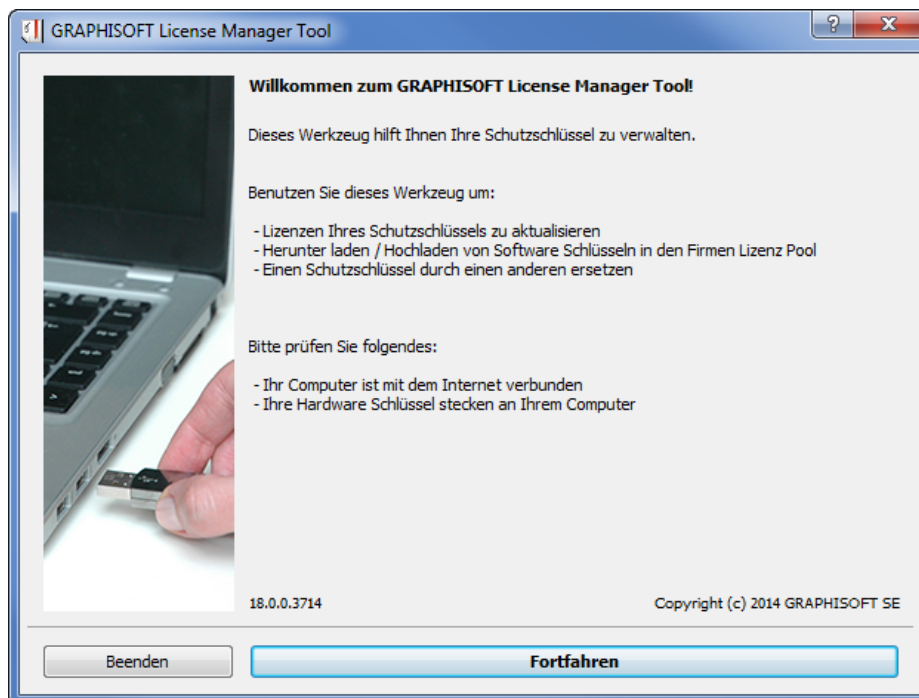 GRAPHISOFT License Manager Tool
Willkommen zum GRAPHISOFT License Manager Tool!
Dieses Werkzeug hilft Ihnen Ihre Schutzschlüssel zu verwalten.
Benutzen Sie dieses Werkzeug um:
- Lizenzen Ihres Schutzschlüssels zu aktualisieren
- Herunter laden / Hochladen von Software Schlüsseln in den Firmen Lizenz Pool
- Einen Schutzschlüssel durch einen anderen ersetzen
Bitte prüfen Sie folgendes:
- Ihr Computer ist mit dem Internet verbunden
- Ihre Hardware Schlüssel stecken an Ihrem Computer
18.0.0.3714
Copyright (c) 2014 GRAPHISOFT SE
Beenden
Fortfahren